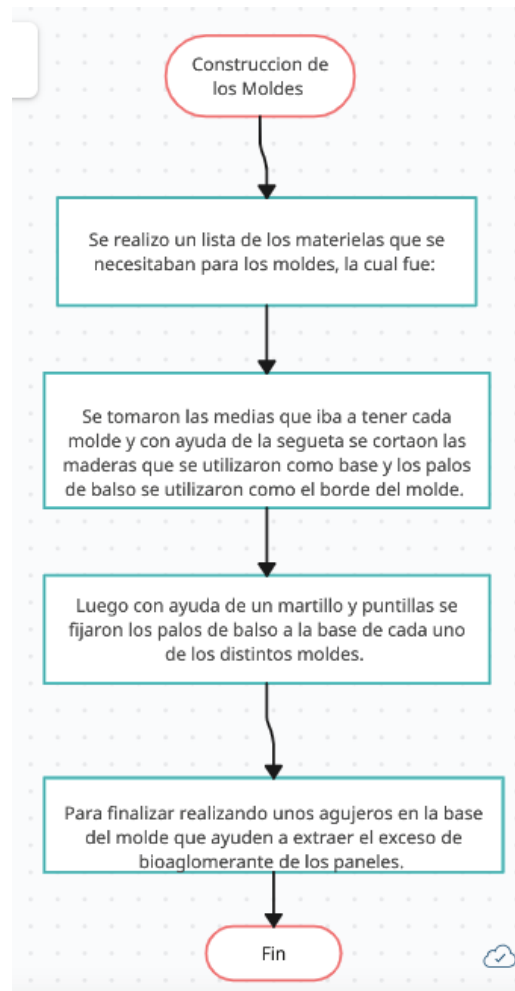 Construccion de
los Moldes
Se realizo un lista de los materielas que se
necesitaban para los moldes, la cual fue:
Se tomaron las medias que iba a tener cada
molde y con ayuda de la segueta se cortaon las
maderas que se utilizaron como base y los palos
de balso se utilizaron como el borde del molde.
Luego con ayuda de un martillo y puntillas se
fijaron los palos de balso a la base de cada uno
de los distintos moldes.
Para finalizar realizando unos agujeros en la base
del molde que ayuden a extraer el exceso de
bioaglomerante de los paneles.
Fin